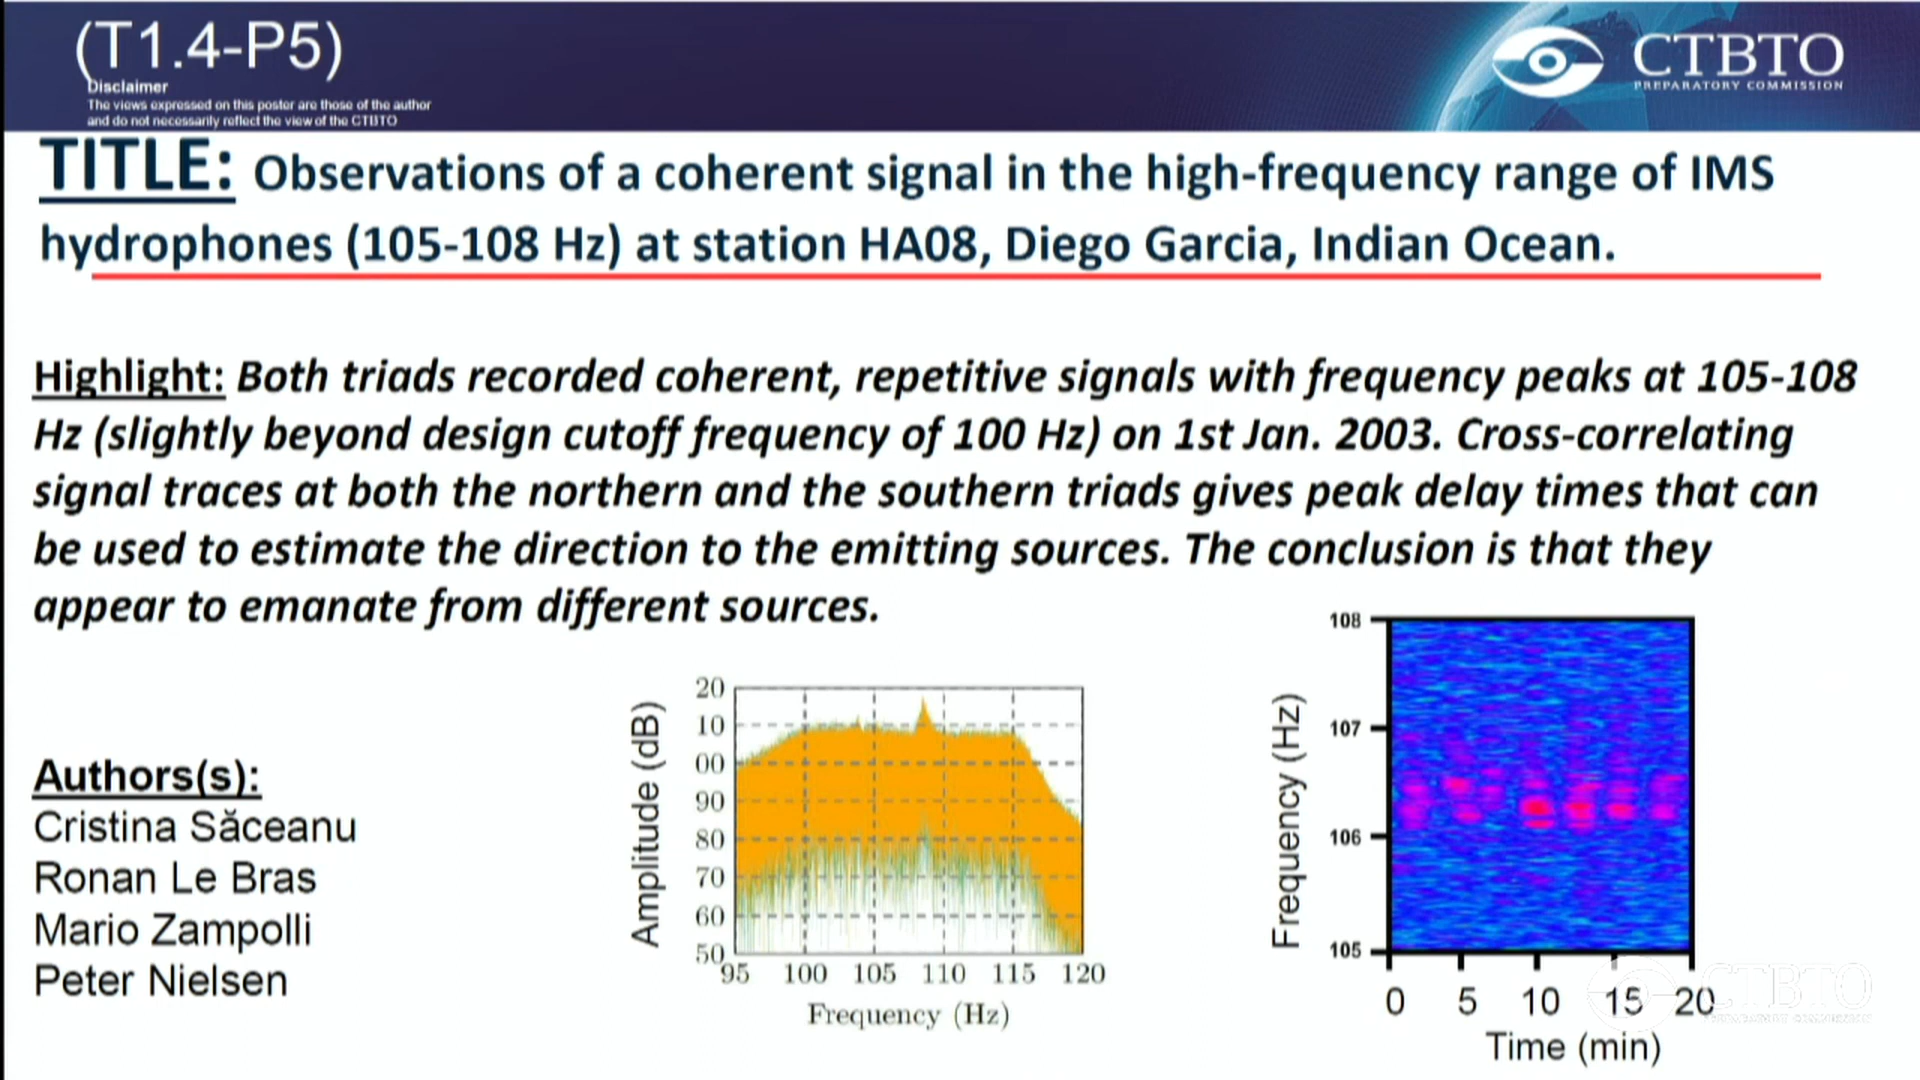 (T1.4-P5)
Disclaimer
The views expressed on this poster are those of the author
and do not necessarily reflect the view of the CTBTO
CTBTO
PREPARATORY COMMISSION
TITLE: Observations of a coherent signal in the high-frequency range of IMS
hydrophones (105-108 Hz) at station HA08, Diego Garcia, Indian Ocean.
Highlight: Both triads recorded coherent, repetitive signals with frequency peaks at 105-108
Hz (slightly beyond design cutoff frequency of 100 Hz) on 1st Jan. 2003. Cross-correlating
signal traces at both the northern and the southern triads gives peak delay times that can
be used to estimate the direction to the emitting sources. The conclusion is that they
appear to emanate from different sources.
Authors(s):
Cristina Săceanu
Ronan Le Bras
Mario Zampolli
Peter Nielsen
Amplitude (dB)
20
10
00
90
80
70
60
50
95 100 105 110 115 120
Frequency (Hz)
Frequency (Hz)
108
107
106
105
0 5 10 15 20
Time (min)
CTBTO
PREPARATORY COMMISSION